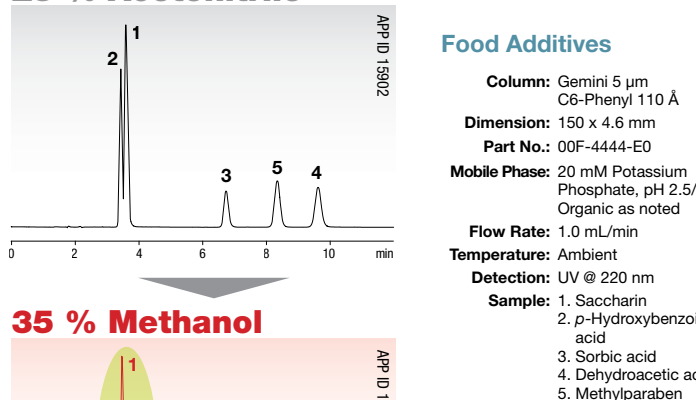 APP ID 15902
1
2
3
5
4
0 2 4 6 8 10 min
35 % Methanol
1
Food Additives
Column: Gemini 5 µm
C6-Phenyl 110 Å
Dimension: 150 x 4.6 mm
Part No.: 00F-4444-E0
Mobile Phase: 20 mM Potassium
Phosphate, pH 2.5/
Organic as noted
Flow Rate: 1.0 mL/min
Temperature: Ambient
Detection: UV @ 220 nm
Sample: 1. Saccharin
2. p-Hydroxybenzoi
acid
3. Sorbic acid
4. Dehydroacetic ac
5. Methylparaben
APP ID 1